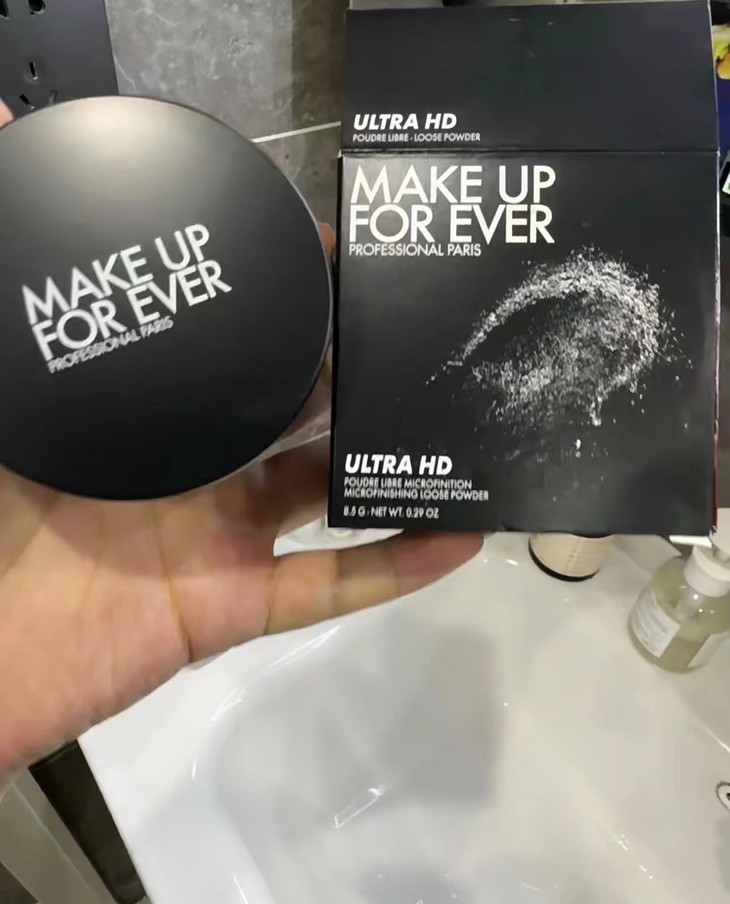 MAKE UP
FOR EVER
PROFESSIONAL PARIS
ULTRA HD
POUDRE LIBRE · LOOSE POWDER
MAKE UP
FOR EVER
PROFESSIONAL PARIS
ULTRA HD
POUDRE LIBRE MICROFINITION
MICROFINISHING LOOSE POWDER
8.5 G · NET WT. 0.29 OZ